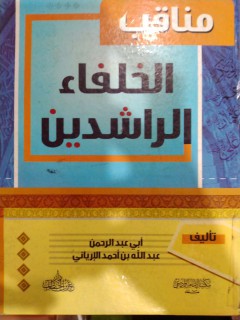 مناقب
الخلفاء
الراشدين
تأليف
أبي عبد الرحمن
عبد الله بن أحمد الإرياني